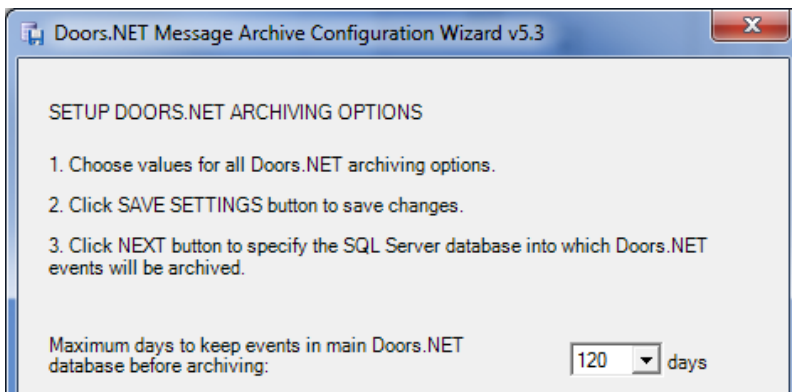 Doors.NET Message Archive Configuration Wizard v5.3
SETUP DOORS.NET ARCHIVING OPTIONS
1. Choose values for all Doors.NET archiving options.
2. Click SAVE SETTINGS button to save changes.
3. Click NEXT button to specify the SQL Server database into which Doors.NET
events will be archived.
Maximum days to keep events in main Doors.NET
database before archiving:
120 days